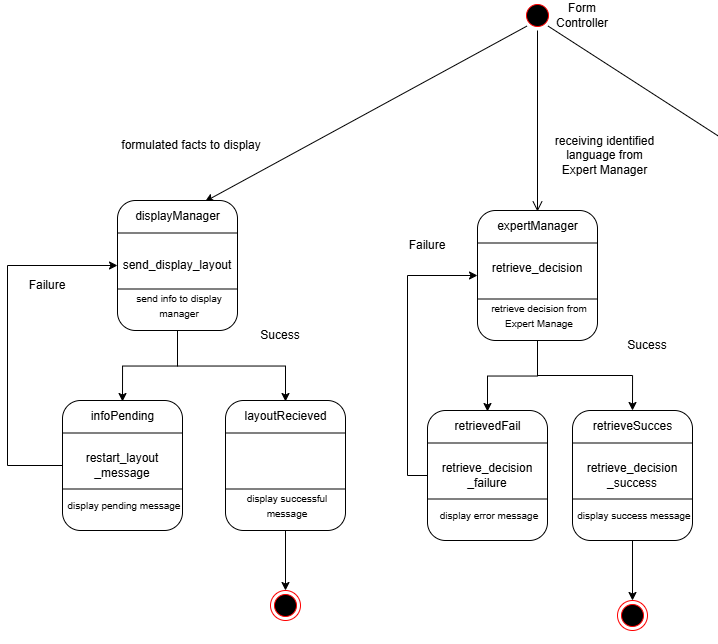 Form
Controller
formulated facts to display
receiving identified
language from
Expert Manager
displayManager
send_display_layout
send info to display
manager
Failure
Sucess
infoPending
restart_layout
_message
display pending message
layoutRecieved
display successful
message
expertManager
retrieve_decision
retrieve decision from
Expert Manage
Failure
Sucess
retrievedFail
retrieve_decision
_failure
display error message
retrieveSucces
retrieve_decision
_success
display success message